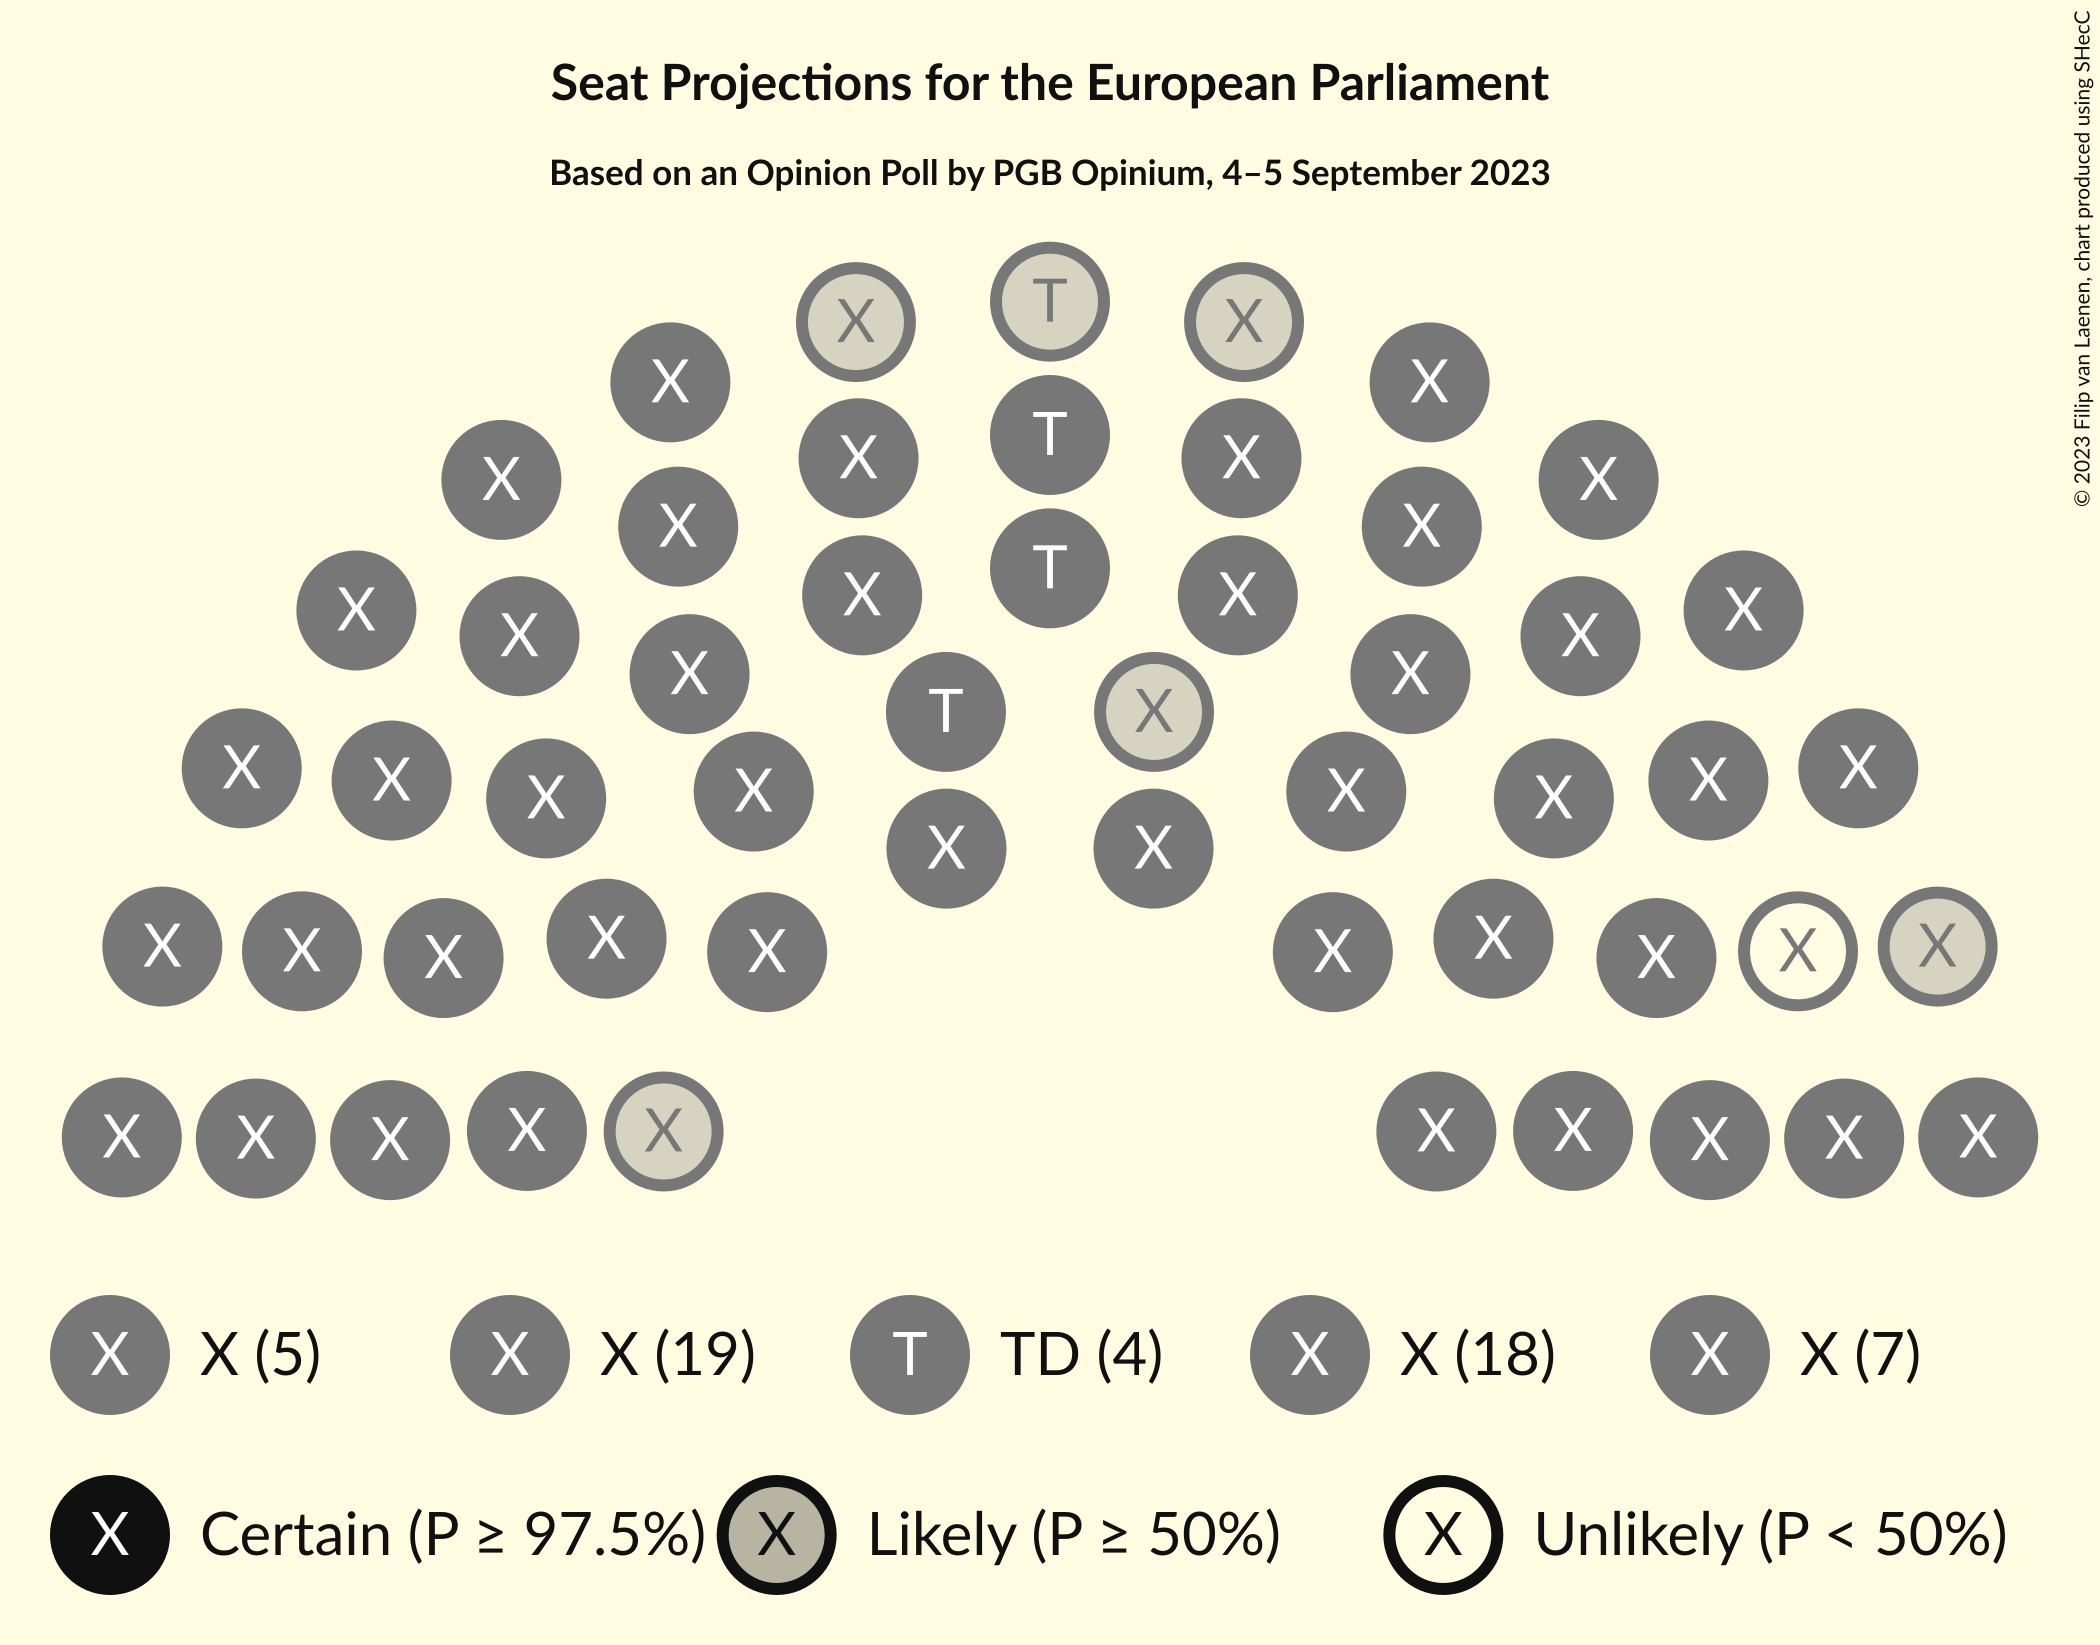 Seat Projections for the European Parliament
Based on an Opinion Poll by PGB Opinium, 4–5 September 2023
© 2023 Filip van Laenen, chart produced using SHecC
X T X
X X
X T X
X X
X X
X T X
X X
X X
X X
X X
T X
X X
X X
X X
X X
X X
X X
X X
X X
X X
X X
X X
X X
X X
X X X X X X X X X X
X X (5) X X (19) T TD (4) X X (18) X X (7)
X Certain (P ≥ 97.5%) X Likely (P ≥ 50%) X Unlikely (P < 50%)